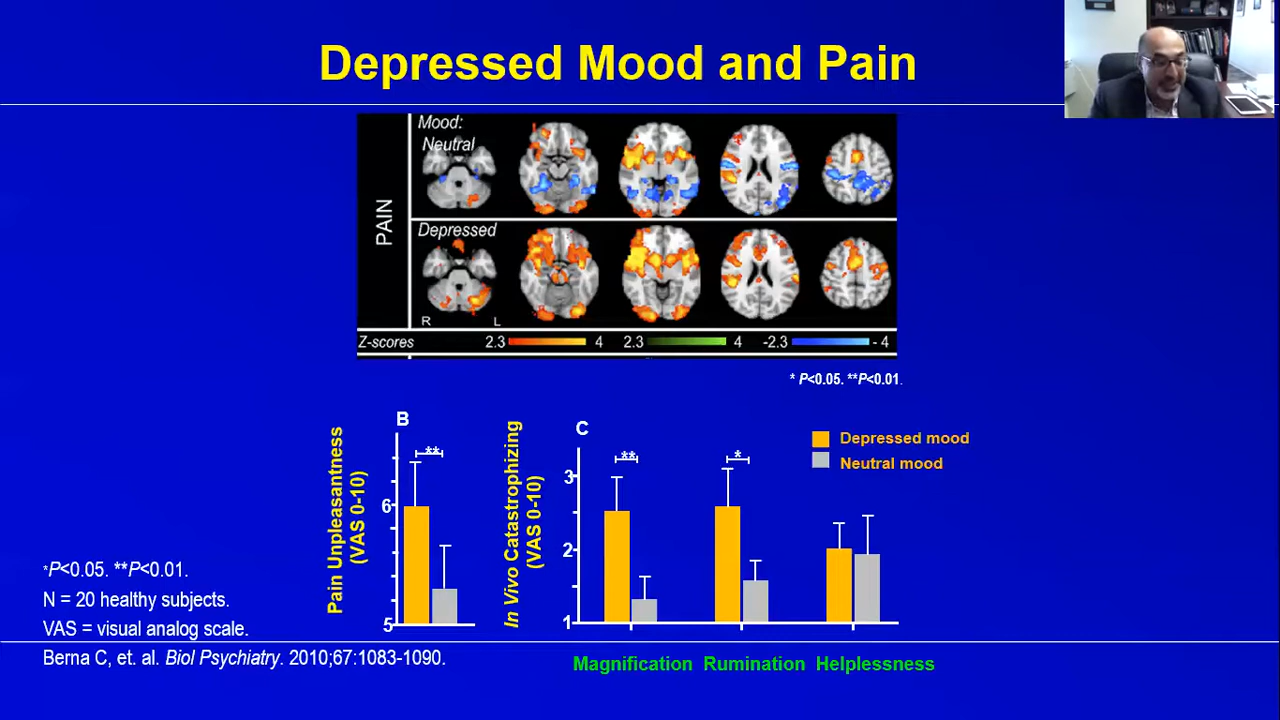 Depressed Mood and Pain
PAIN
Mood:
Neutral
Depressed
R L
Z-scores 2.3 4 2.3 4 -2.3 - 4
* P<0.05. **P<0.01.
B
Pain Unpleasantness
(VAS 0-10)
**
6
5
C
In Vivo Catastrophizing
(VAS 0-10)
** *
3
2
1
Depressed mood
Neutral mood
Magnification Rumination Helplessness
*P<0.05. **P<0.01.
N = 20 healthy subjects.
VAS = visual analog scale.
Berna C, et. al. Biol Psychiatry. 2010;67:1083-1090.